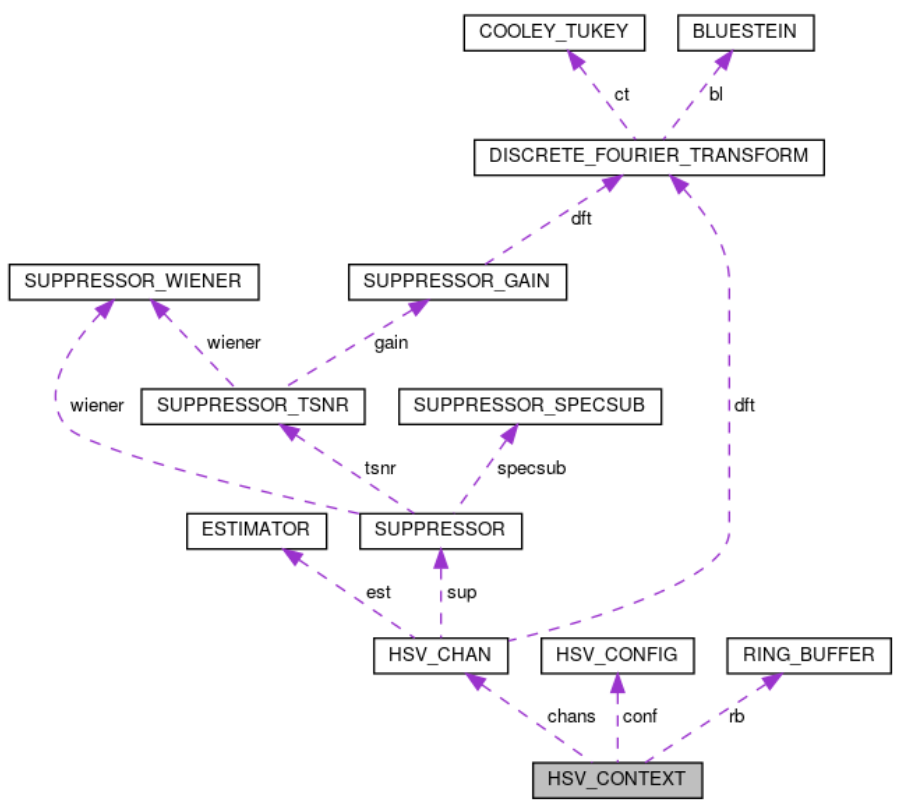 COOLEY_TUKEY
BLUESTEIN
ct
bl
DISCRETE_FOURIER_TRANSFORM
dft
SUPPRESSOR_WIENER
SUPPRESSOR_GAIN
wiener
gain
SUPPRESSOR_TSNR
SUPPRESSOR_SPECSUB
wiener
dft
tsnr
specsub
ESTIMATOR
SUPPRESSOR
est
sup
HSV_CHAN
HSV_CONFIG
RING_BUFFER
chans
conf
rb
HSV_CONTEXT